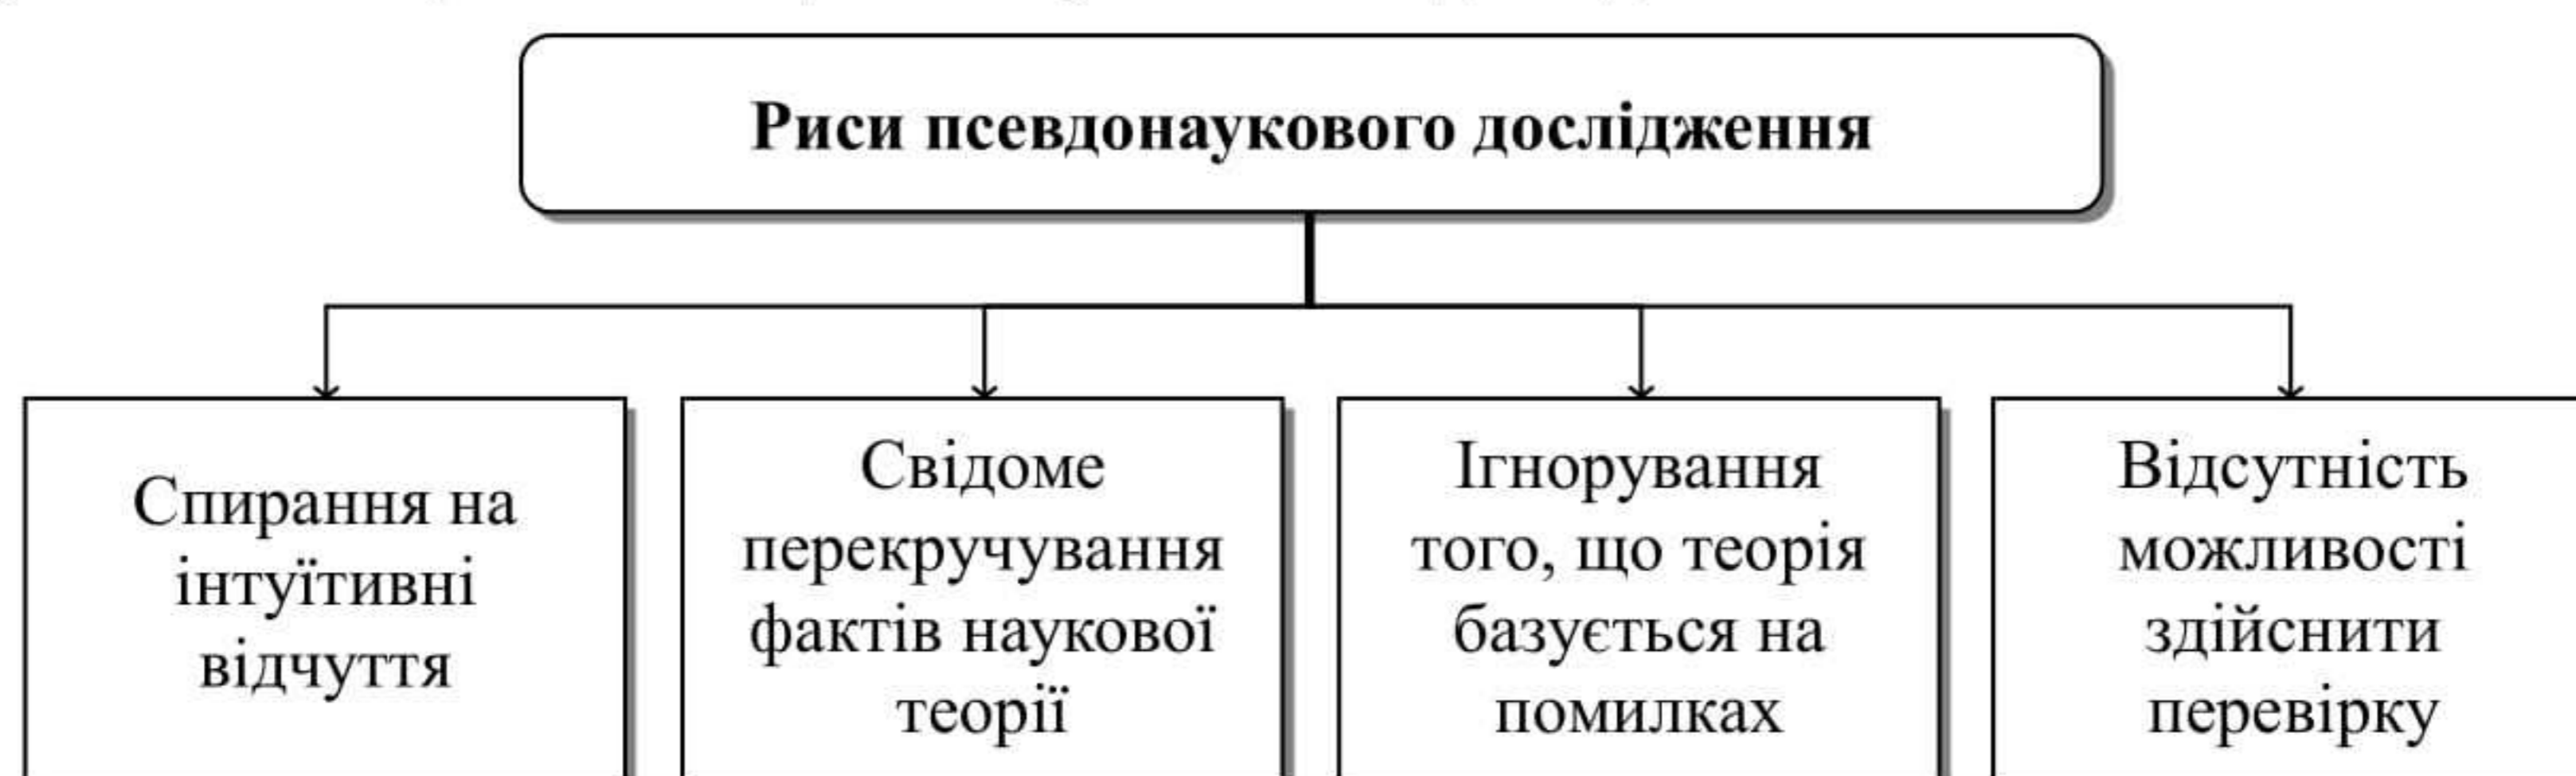 Риси псевдонаукового дослідження
Спирання на
інтуїтивні
відчуття
Свідоме
перекручування
фактів наукової
теорії
Ігнорування
того, що теорія
базується на
помилках
Відсутність
можливості
здійснити
перевірку